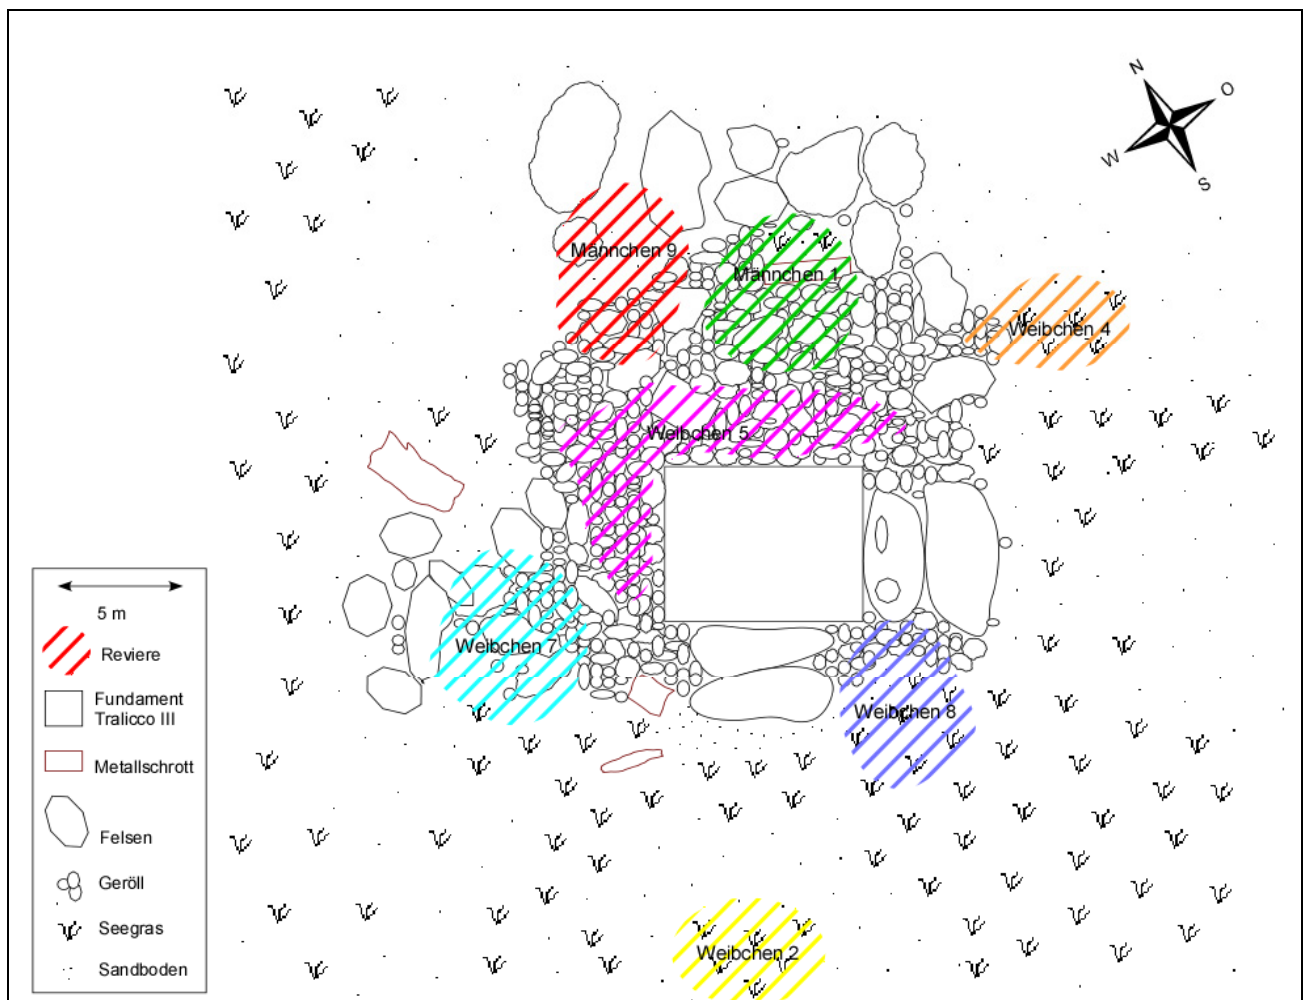 N
O
W
S
Männchen 9
Männchen 1
Weibchen 4
Weibchen 5
Weibchen 7
Weibchen 8
Weibchen 2
5 m
Reviere
Fundament
Tralicco III
Metallschrott
Felsen
Geröll
Seegras
Sandboden